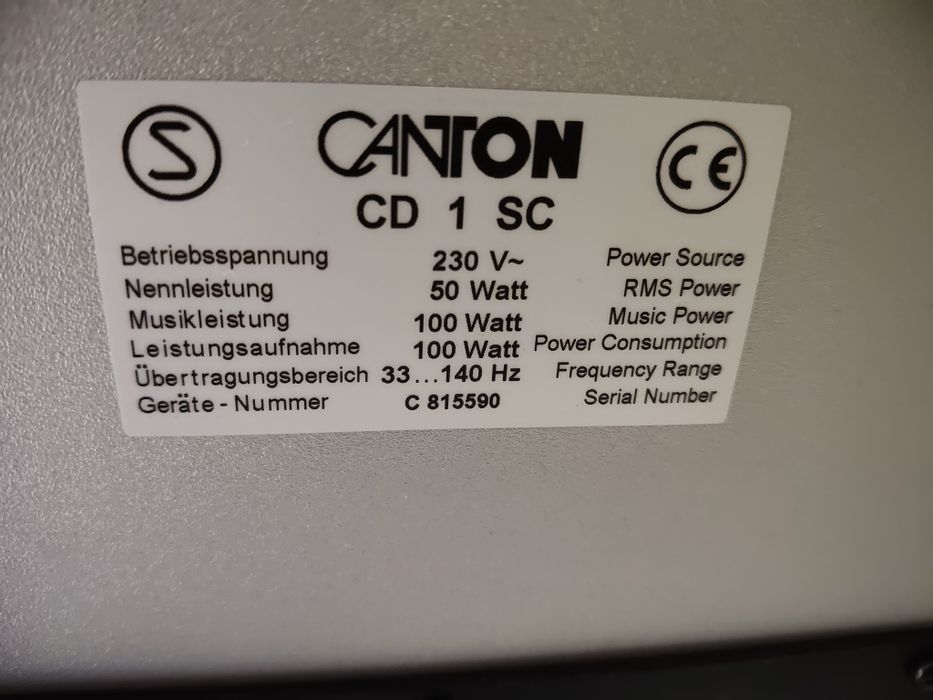 S CANTON CE
CD 1 SC
Betriebsspannung 230 V~ Power Source
Nennleistung 50 Watt RMS Power
Musikleistung 100 Watt Music Power
Leistungsaufnahme 100 Watt Power Consumption
Übertragungsbereich 33...140 Hz Frequency Range
Geräte - Nummer C 815590 Serial Number